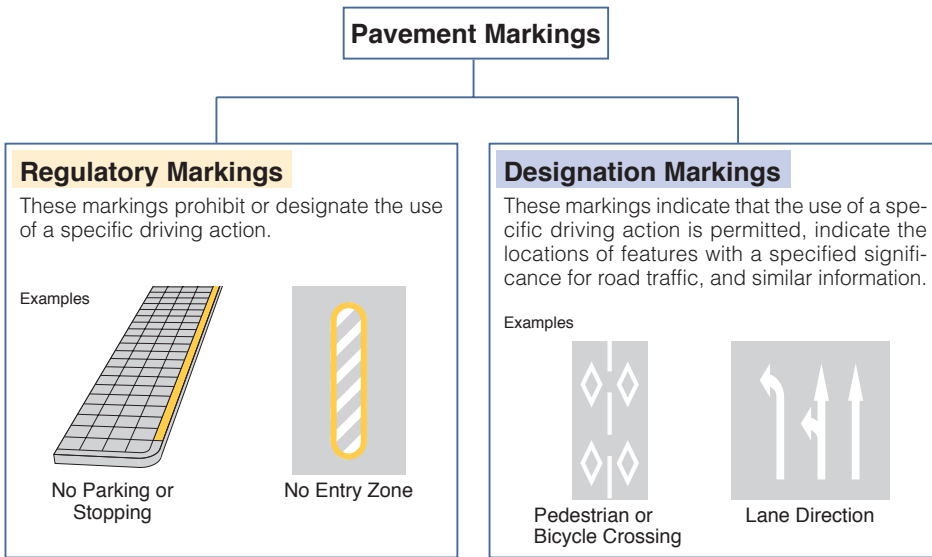 Pavement Markings
Regulatory Markings
These markings prohibit or designate the use
of a specific driving action.
Examples
No Parking or
Stopping
No Entry Zone
Designation Markings
These markings indicate that the use of a spe-
cific driving action is permitted, indicate the
locations of features with a specified signifi-
cance for road traffic, and similar information.
Examples
Pedestrian or
Bicycle Crossing
Lane Direction